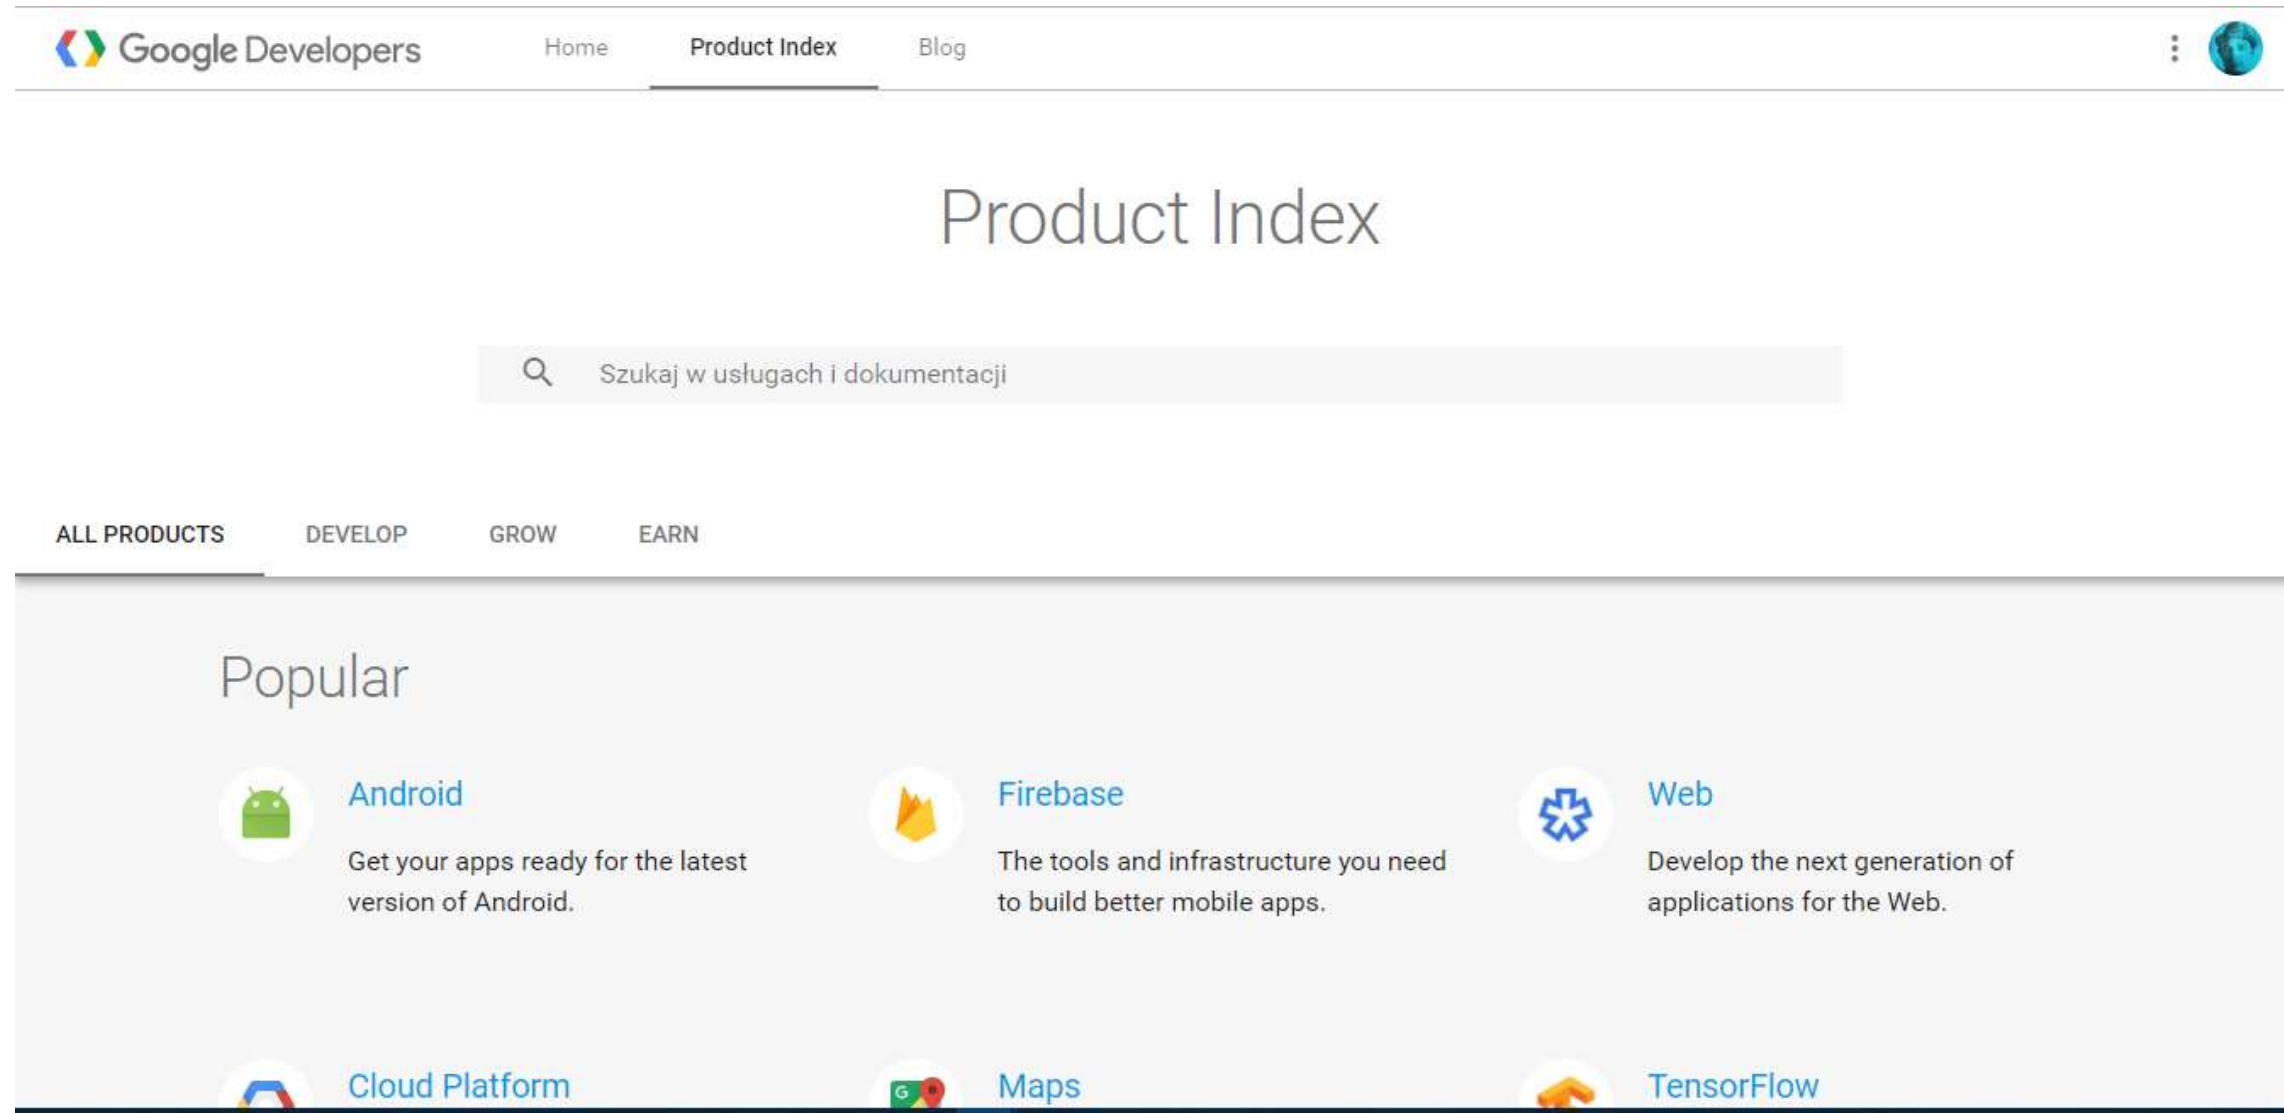 Google Developers Home Product Index Blog
Product Index
Szukaj w usługach i dokumentacji
ALL PRODUCTS DEVELOP GROW EARN
Popular
Android
Get your apps ready for the latest
version of Android.
Firebase
The tools and infrastructure you need
to build better mobile apps.
Web
Develop the next generation of
applications for the Web.
Cloud Platform
G
Maps
TensorFlow